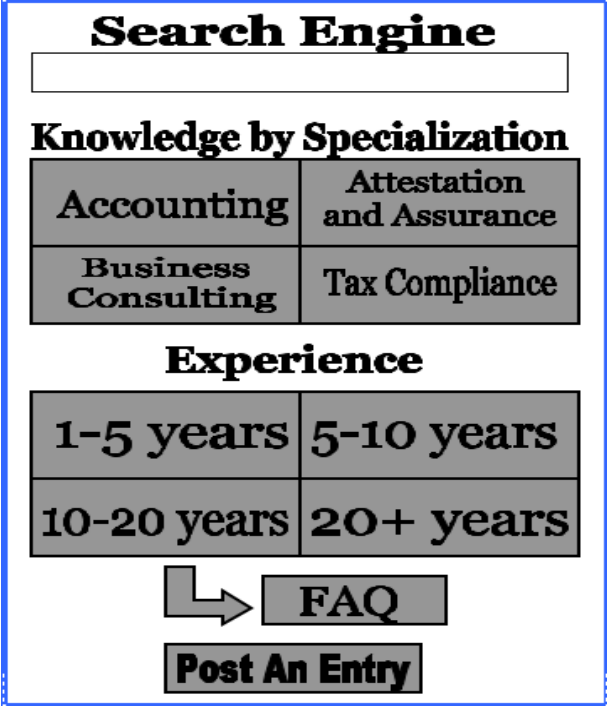 Search Engine
Knowledge by Specialization
Accounting
Attestation
and Assurance
Business
Consulting
Tax Compliance
Experience
1-5 years
5-10 years
10-20 years
20+ years
FAQ
Post An Entry